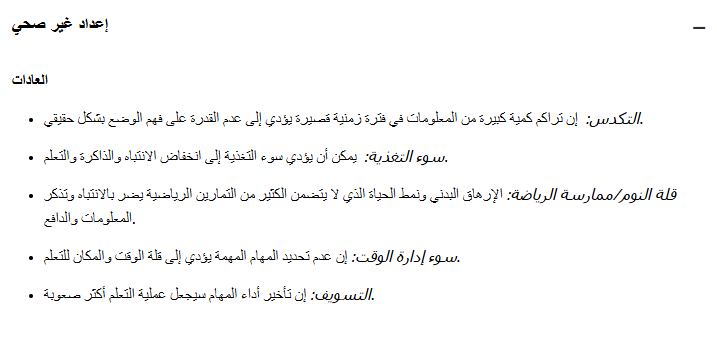 إعداد غير صحي
العادات
التكدس: إن تراكم كمية كبيرة من المعلومات في فترة زمنية قصيرة يؤدي إلى عدم القدرة على فهم الوضع بشكل حقيقي.
سوء التغذية: يمكن أن يؤدي سوء التغذية إلى انخفاض الانتباه والذاكرة والتعلم.
قلة النوم/ممارسة الرياضة: الإرهاق البدني ونمط الحياة الذي لا يتضمن الكثير من التمارين الرياضية يضر بالانتباه وتذكر
المعلومات والدافع.
سوء إدارة الوقت: إن عدم تحديد المهام المهمة يؤدي إلى قلة الوقت والمكان للتعلم.
التسويف: إن تأخير أداء المهام سيجعل عملية التعلم أكثر صعوبة.